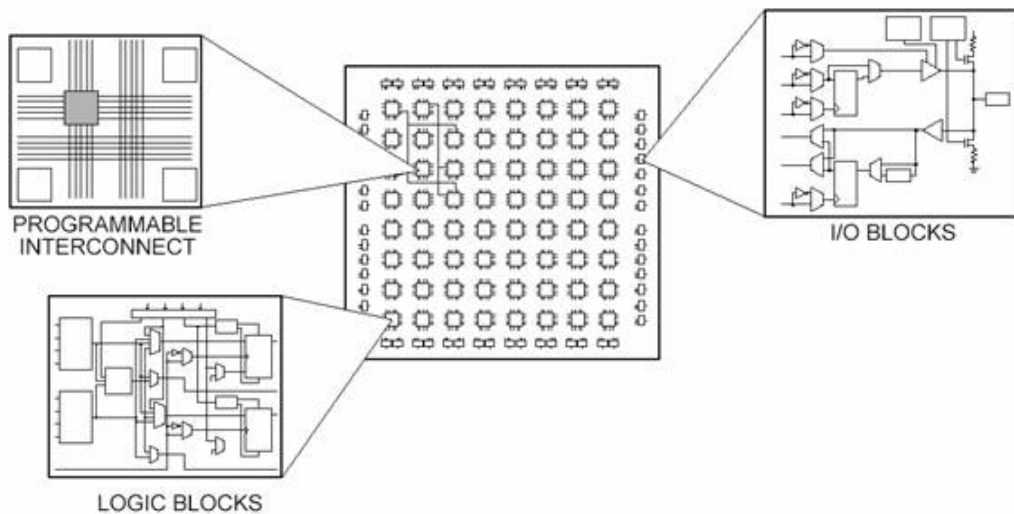 PROGRAMMABLE
INTERCONNECT
I/O BLOCKS
LOGIC BLOCKS